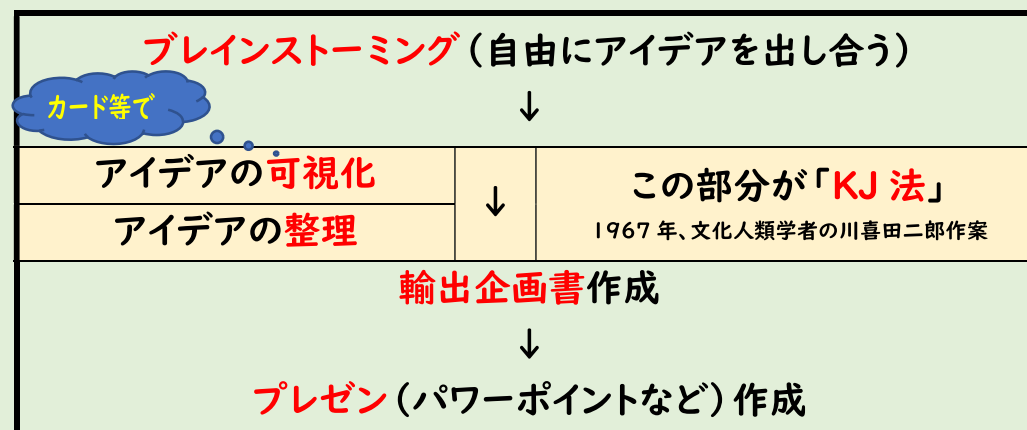 ブレインストーミング（自由にアイデアを出し合う）
カード等で
↓
アイデアの可視化
アイデアの整理
↓
この部分が「KJ法」
1967年、文化人類学者の川喜田二郎作案
輸出企画書作成
↓
プレゼン（パワーポイントなど）作成